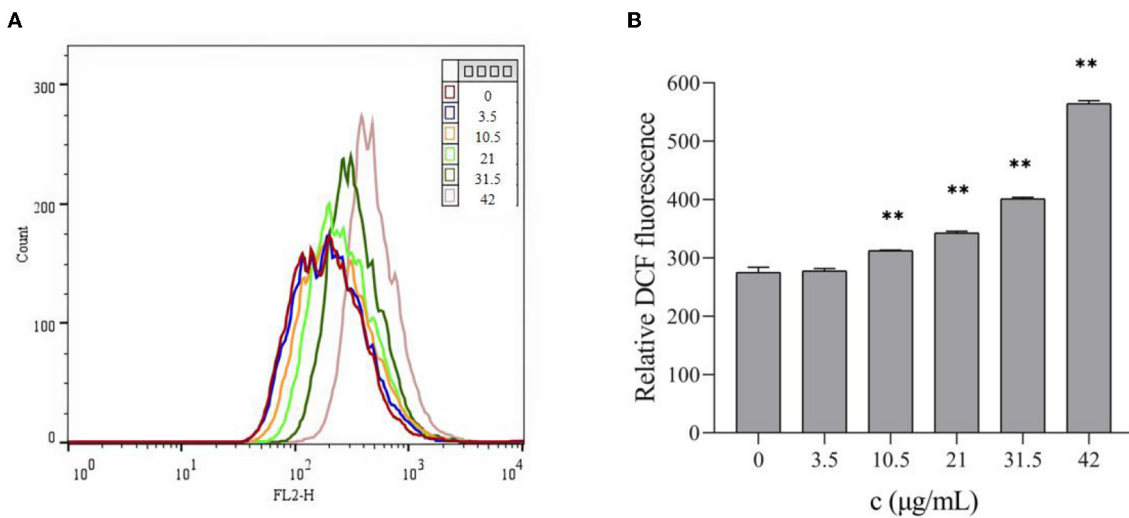 A
300
200
100
0
Count
10^0 10^1 10^2 10^3 10^4
FL2-H
0
3.5
10.5
21
31.5
42
B
Relative DCF fluorescence
600
500
400
300
200
100
0
**
**
**
**
0 3.5 10.5 21 31.5 42
c (μg/mL)